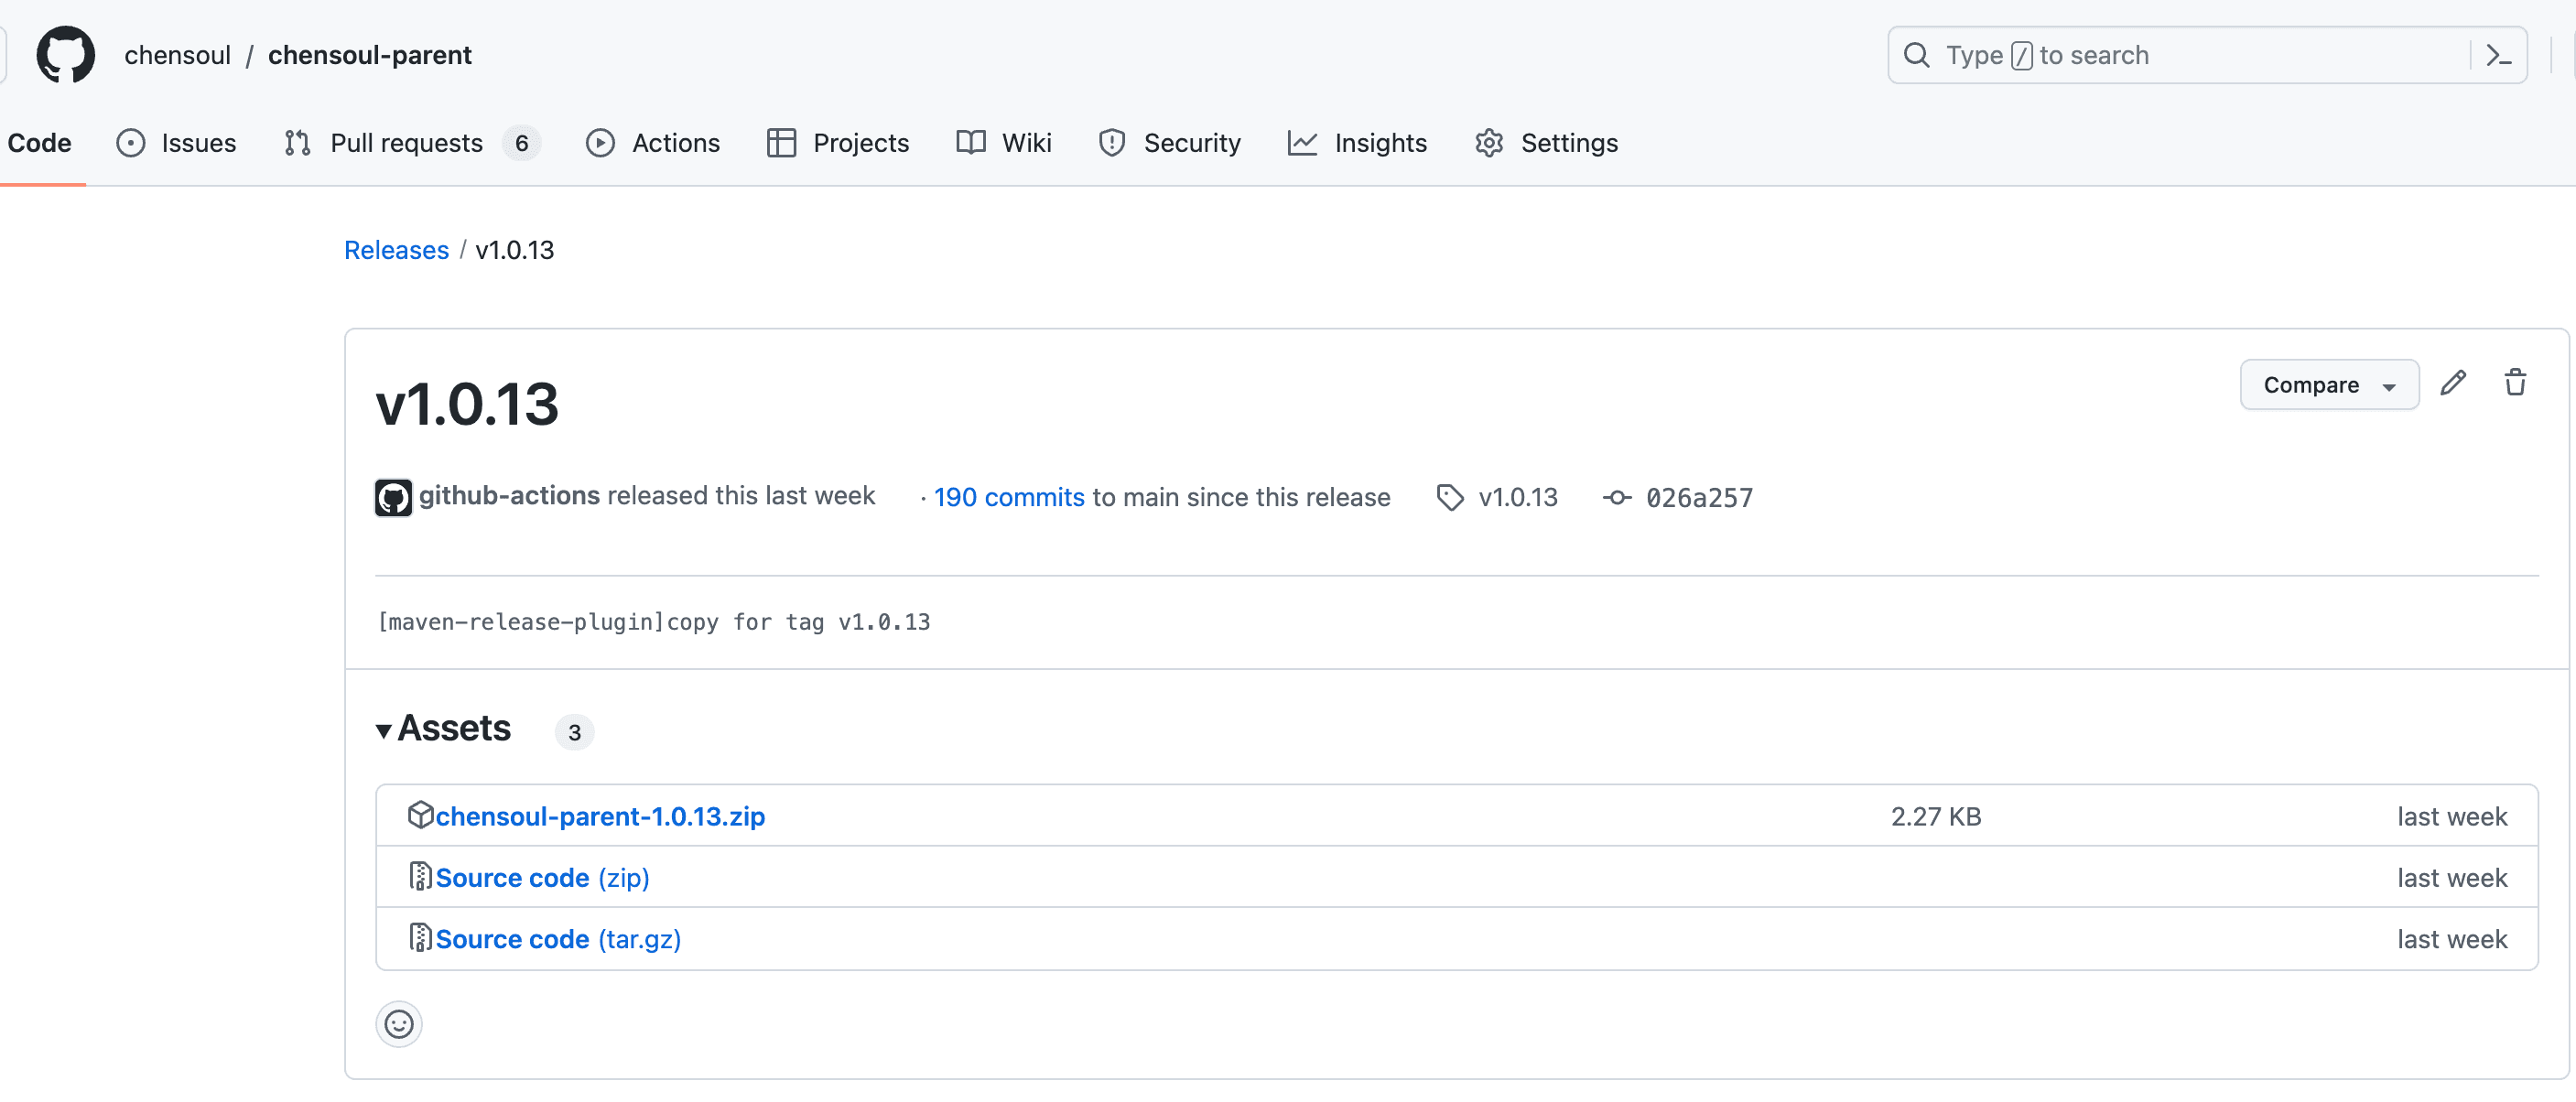 chensoul / chensoul-parent
Type / to search
Code Issues Pull requests 6 Actions Projects Wiki Security Insights Settings
Releases / v1.0.13
v1.0.13
Compare
github-actions released this last week · 190 commits to main since this release v1.0.13 026a257
[maven-release-plugin]copy for tag v1.0.13
Assets 3
chensoul-parent-1.0.13.zip 2.27 KB last week
Source code (zip) last week
Source code (tar.gz) last week